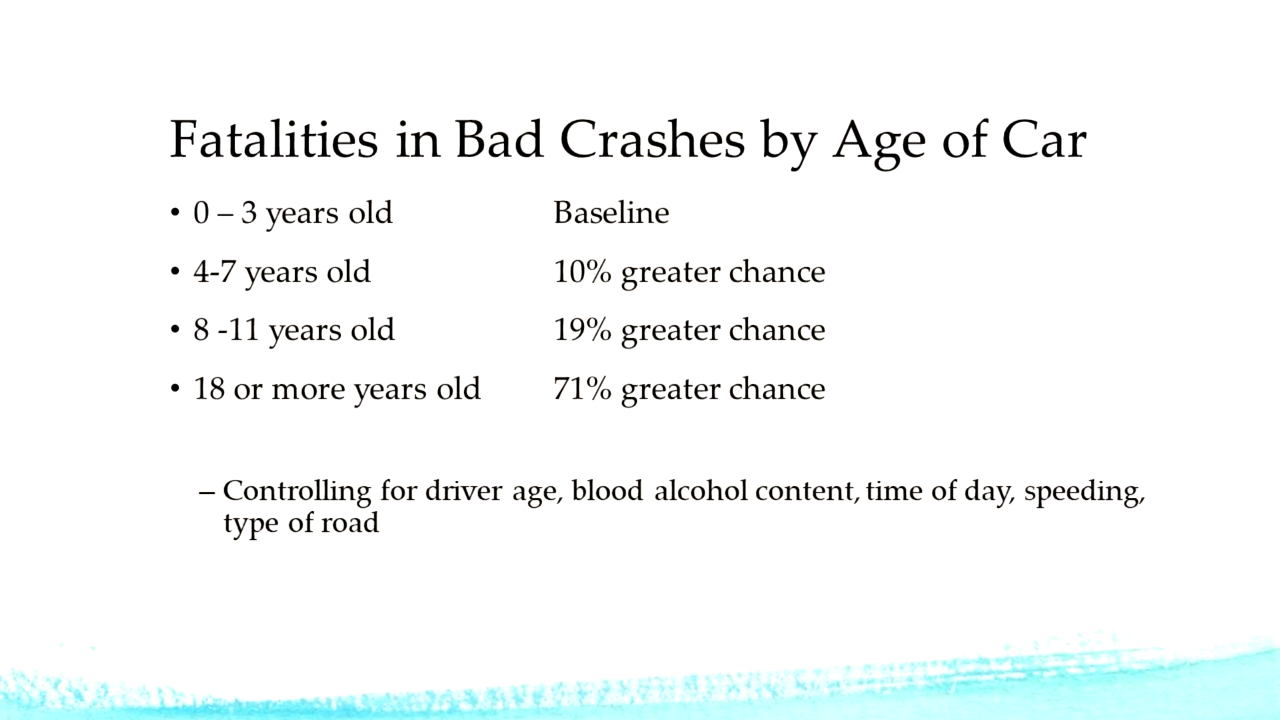 Fatalities in Bad Crashes by Age of Car
• 0 – 3 years old Baseline
• 4-7 years old 10% greater chance
• 8 -11 years old 19% greater chance
• 18 or more years old 71% greater chance
– Controlling for driver age, blood alcohol content, time of day, speeding,
type of road